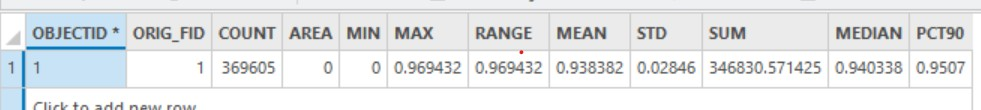 OBJECTID * ORIG_FID COUNT AREA MIN MAX RANGE MEAN STD SUM MEDIAN PCT90
1 1 1 369605 0 0 0.969432 0.969432 0.938382 0.02846 346830.571425 0.940338 0.9507
Click to add new row.